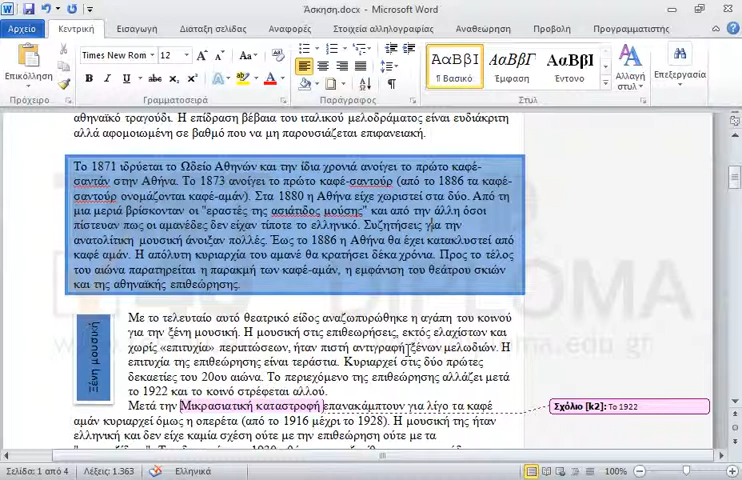 Άσκηση.docx - Microsoft Word
Αρχείο Κεντρική Εισαγωγή Διάταξη σελίδας Αναφορές Στοιχεία αλληλογραφίας Αναθεώρηση Προβολή Προγραμματιστής
Times New Rom 12
Επικόλληση
ΑαΒβΙ ΑαΒβΓ ΑαΒβΙ
¶ Βασικό Έμφαση Έντονο
Αλλαγή στυλ
Επεξεργασία
Πρόχειρο Γραμματοσειρά Παράγραφος Στυλ
αθηναϊκό τραγούδι. Η επίδραση βέβαια του ιταλικού μελοδράματος είναι ευδιάκριτη
αλλά αφομοιωμένη σε βαθμό που να μη παρουσιάζεται επιφανειακή.
Το 1871 ιδρύεται το Ωδείο Αθηνών και την ίδια χρονιά ανοίγει το πρώτο καφέ-
σαντάν στην Αθήνα. Το 1873 ανοίγει το πρώτο καφέ-σαντούρ (από το 1886 τα καφέ-
σαντούρ ονομάζονται καφέ-αμάν). Στα 1880 η Αθήνα είχε χωριστεί στα δύο. Από τη
μια μεριά βρίσκονταν οι "εραστές της ασιάτιδος μούσης" και από την άλλη όσοι
πίστευαν πως οι αμανέδες δεν είχαν τίποτε το ελληνικό. Συζητήσεις για την
ανατολίτικη μουσική άνοιξαν πολλές. Έως το 1886 η Αθήνα θα έχει κατακλυστεί από
καφέ αμάν. Η απόλυτη κυριαρχία του αμανέ θα κρατήσει δέκα χρόνια. Προς το τέλος
του αιώνα παρατηρείται η παρακμή των καφέ-αμάν, η εμφάνιση του θεάτρου σκιών
και της αθηναϊκής επιθεώρησης.
Ξένη μουσική
Με το τελευταίο αυτό θεατρικό είδος αναζωπυρώθηκε η αγάπη του κοινού
για την ξένη μουσική. Η μουσική στις επιθεωρήσεις, εκτός ελαχίστων και
χωρίς «επιτυχία» περιπτώσεων, ήταν πιστή αντιγραφή ξένων μελωδιών. Η
επιτυχία της επιθεώρησης είναι τεράστια. Κυριαρχεί στις δύο πρώτες
δεκαετίες του 20ου αιώνα. Το περιεχόμενο της επιθεώρησης αλλάζει μετά
το 1922 και το κοινό στρέφεται αλλού.
Μετά την Μικρασιατική καταστροφή επανακάμπτουν για λίγο τα καφέ
αμάν κυριαρχεί όμως η οπερέτα (από το 1916 μέχρι το 1928). Η μουσική της ήταν
ελληνική και δεν είχε καμία σχέση ούτε με την επιθεώρηση ούτε με τα
Σχόλιο [k2]: Το 1922
DIPLOMA
Σελίδα: 1 από 4 Λέξεις: 1.363 Ελληνικά 100%